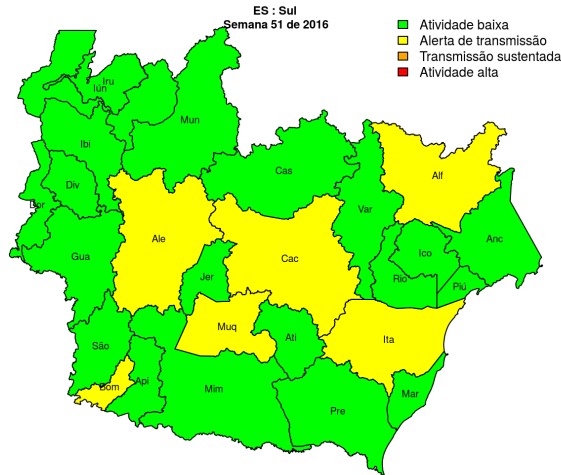 ES : Sul
Semana 51 de 2016
Atividade baixa
Alerta de transmissão
Transmissão sustentada
Atividade alta
Iru
Iún
Mun
Ibi
Cas
Alf
Div
Dor
Var
Ale
Anc
Ico
Gua
Cac
Jer
Rio
Piú
Muq
Ati
Ita
São
Bom
Api
Mim
Mar
Pre